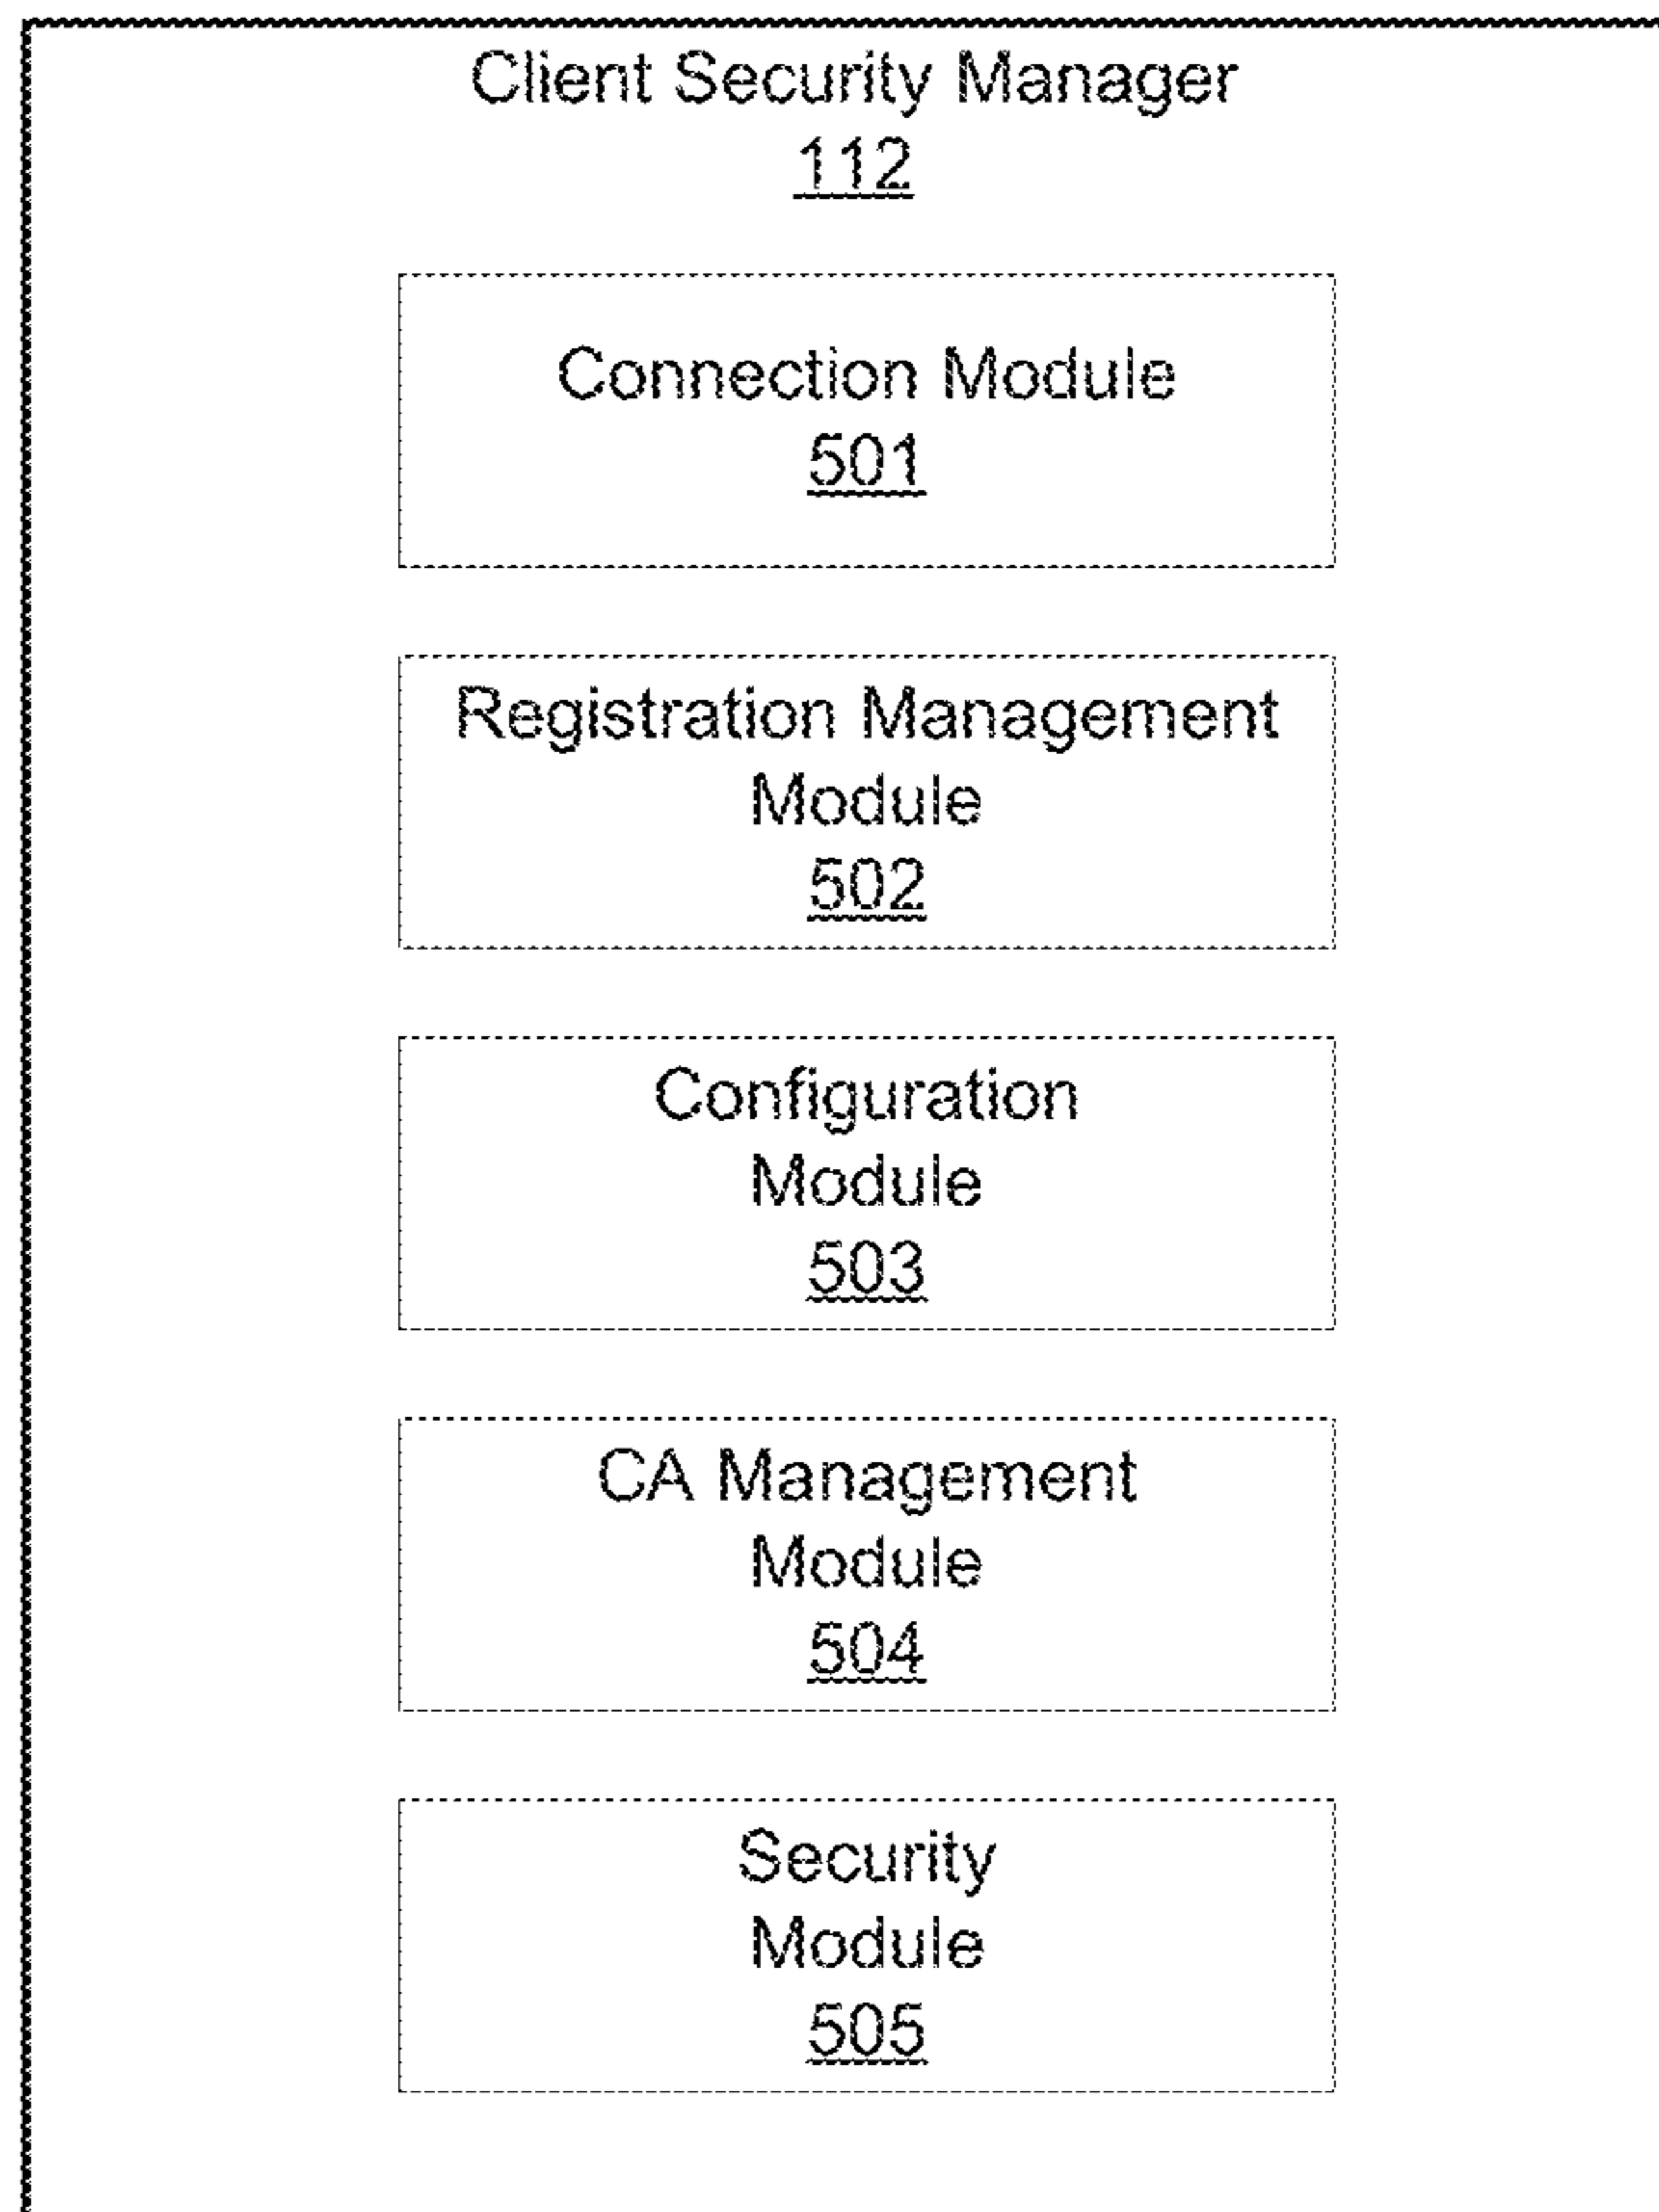 Client Security Manager
112
Connection Module
501
Registration Management
Module
502
Configuration
Module
503
CA Management
Module
504
Security
Module
505